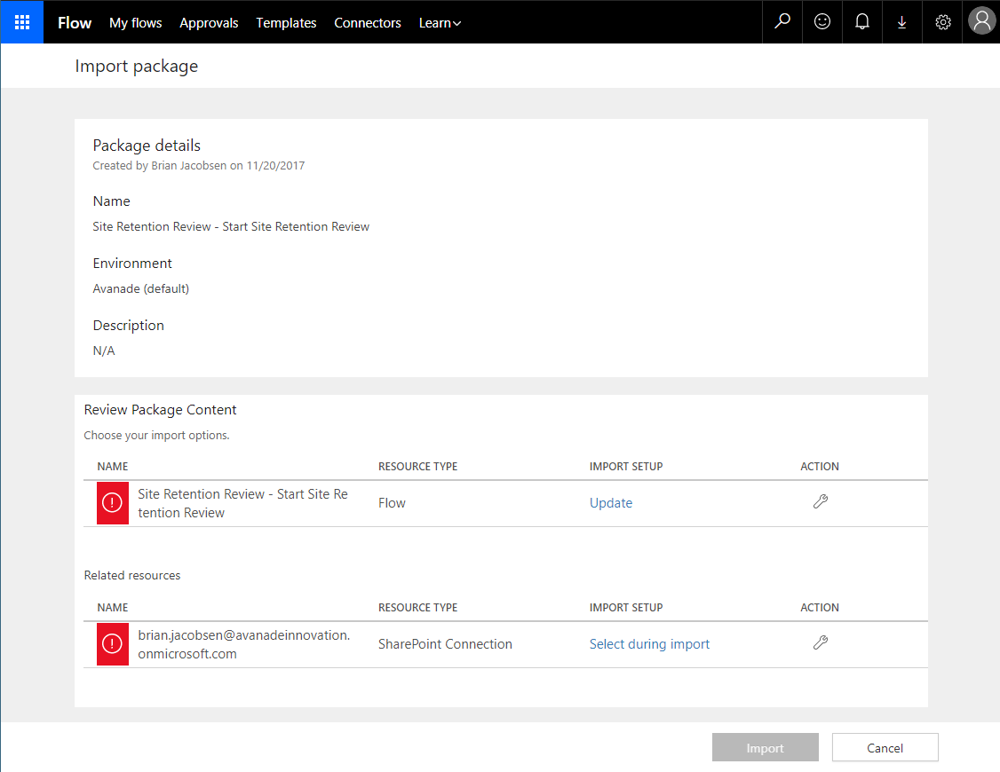 Flow My flows Approvals Templates Connectors Learn
Import package
Package details
Created by Brian Jacobsen on 11/20/2017
Name
Site Retention Review - Start Site Retention Review
Environment
Avanade (default)
Description
N/A
Review Package Content
Choose your import options.
NAME RESOURCE TYPE IMPORT SETUP ACTION
Site Retention Review - Start Site Re
tention Review
Flow Update
Related resources
NAME RESOURCE TYPE IMPORT SETUP ACTION
brian.jacobsen@avanadeinnovation.
onmicrosoft.com
SharePoint Connection Select during import
Import Cancel